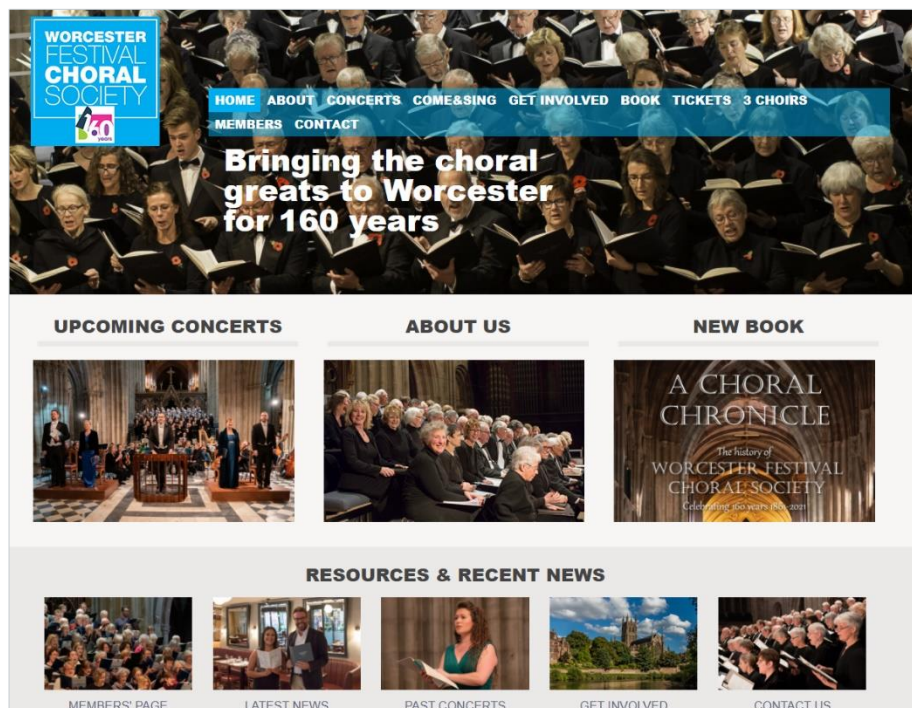 WORCESTER
FESTIVAL
CHORAL
SOCIETY
160
years
HOME ABOUT CONCERTS COME&SING GET INVOLVED BOOK TICKETS 3 CHOIRS
MEMBERS CONTACT
Bringing the choral
greats to Worcester
for 160 years
UPCOMING CONCERTS
ABOUT US
NEW BOOK
A CHORAL
CHRONICLE
The history of
WORCESTER FESTIVAL
CHORAL SOCIETY
Celebrating 160 years 1861-2021
RESOURCES & RECENT NEWS
MEMBERS' PAGE
LATEST NEWS
PAST CONCERTS
GET INVOLVED
CONTACT US